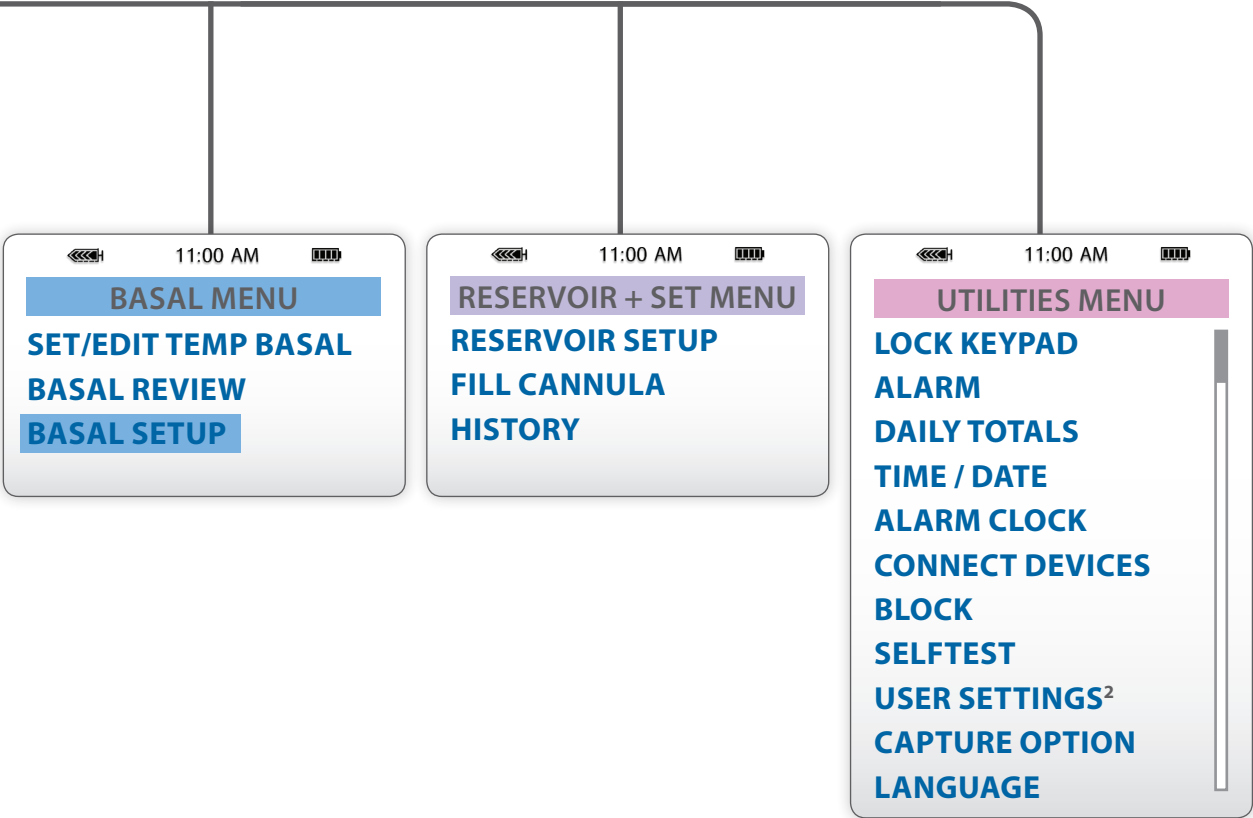 11:00 AM
BASAL MENU
SET/EDIT TEMP BASAL
BASAL REVIEW
BASAL SETUP
11:00 AM
RESERVOIR + SET MENU
RESERVOIR SETUP
FILL CANNULA
HISTORY
11:00 AM
UTILITIES MENU
LOCK KEYPAD
ALARM
DAILY TOTALS
TIME / DATE
ALARM CLOCK
CONNECT DEVICES
BLOCK
SELFTEST
USER SETTINGS²
CAPTURE OPTION
LANGUAGE